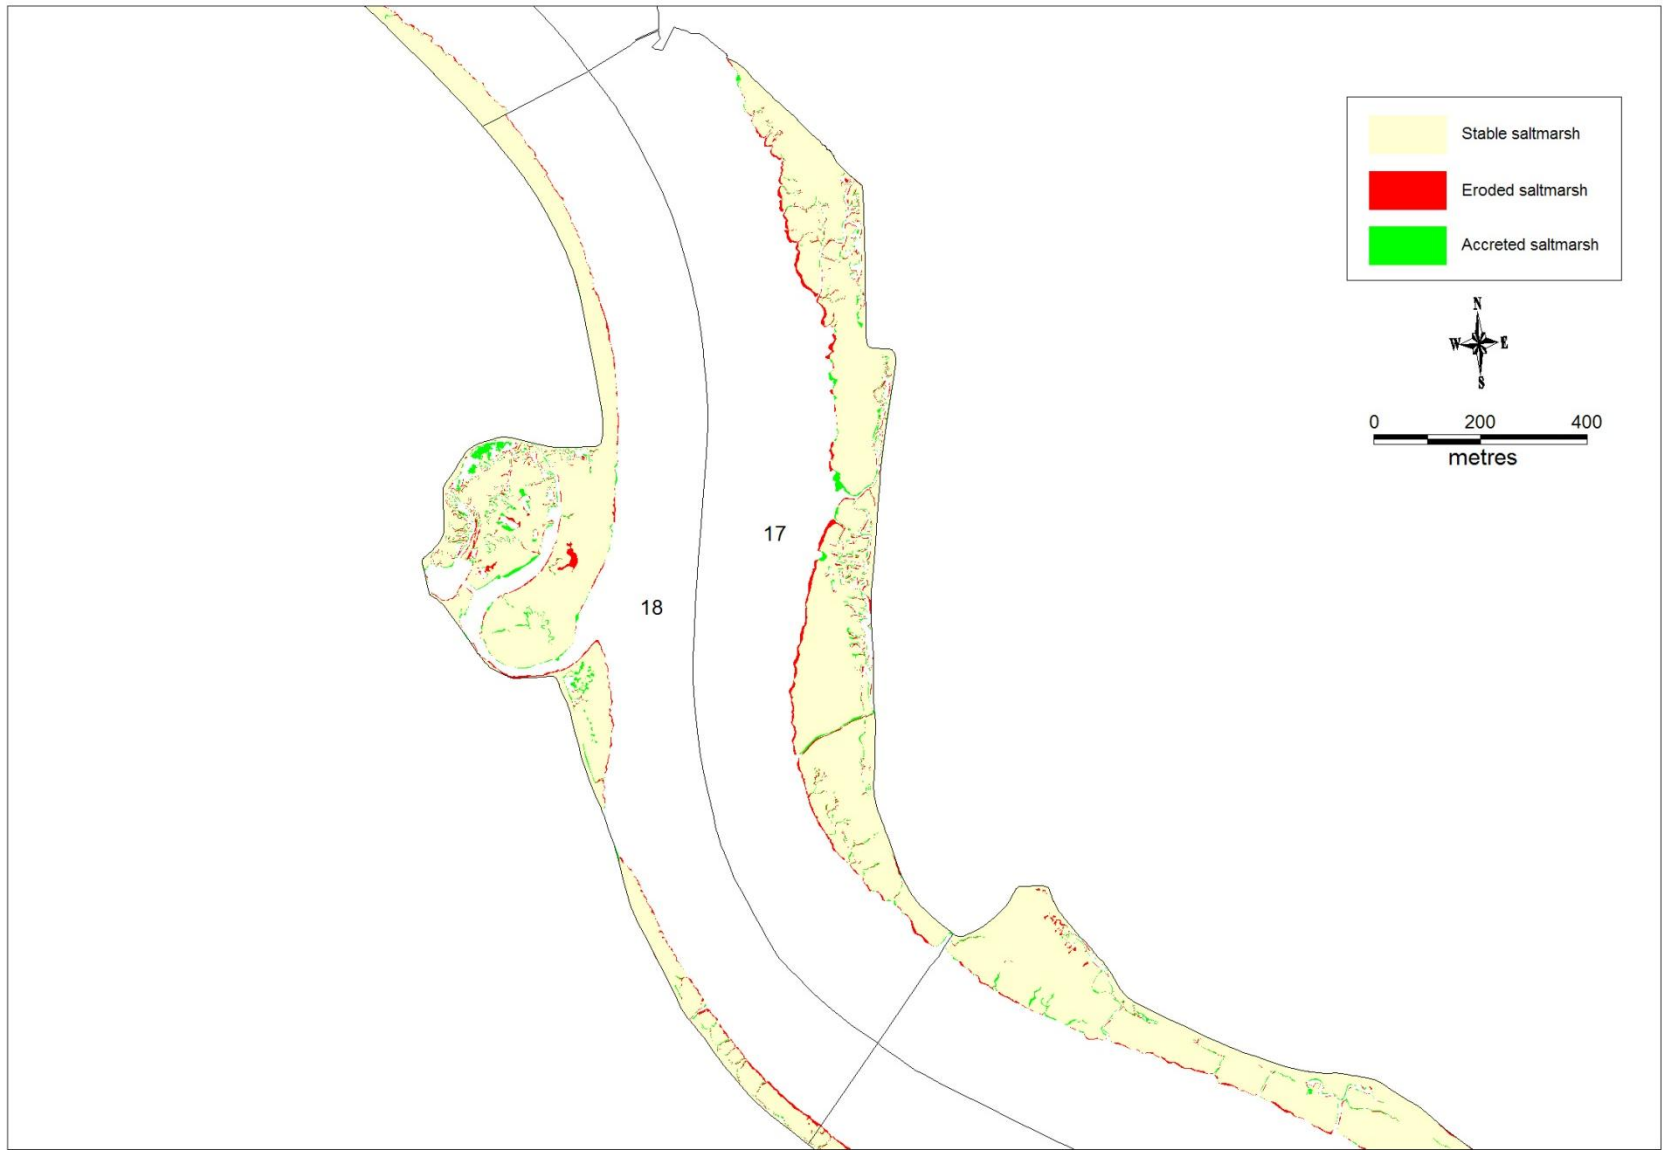 Stable saltmarsh
Eroded saltmarsh
Accreted saltmarsh
N
W E
S
0 200 400
metres
17
18